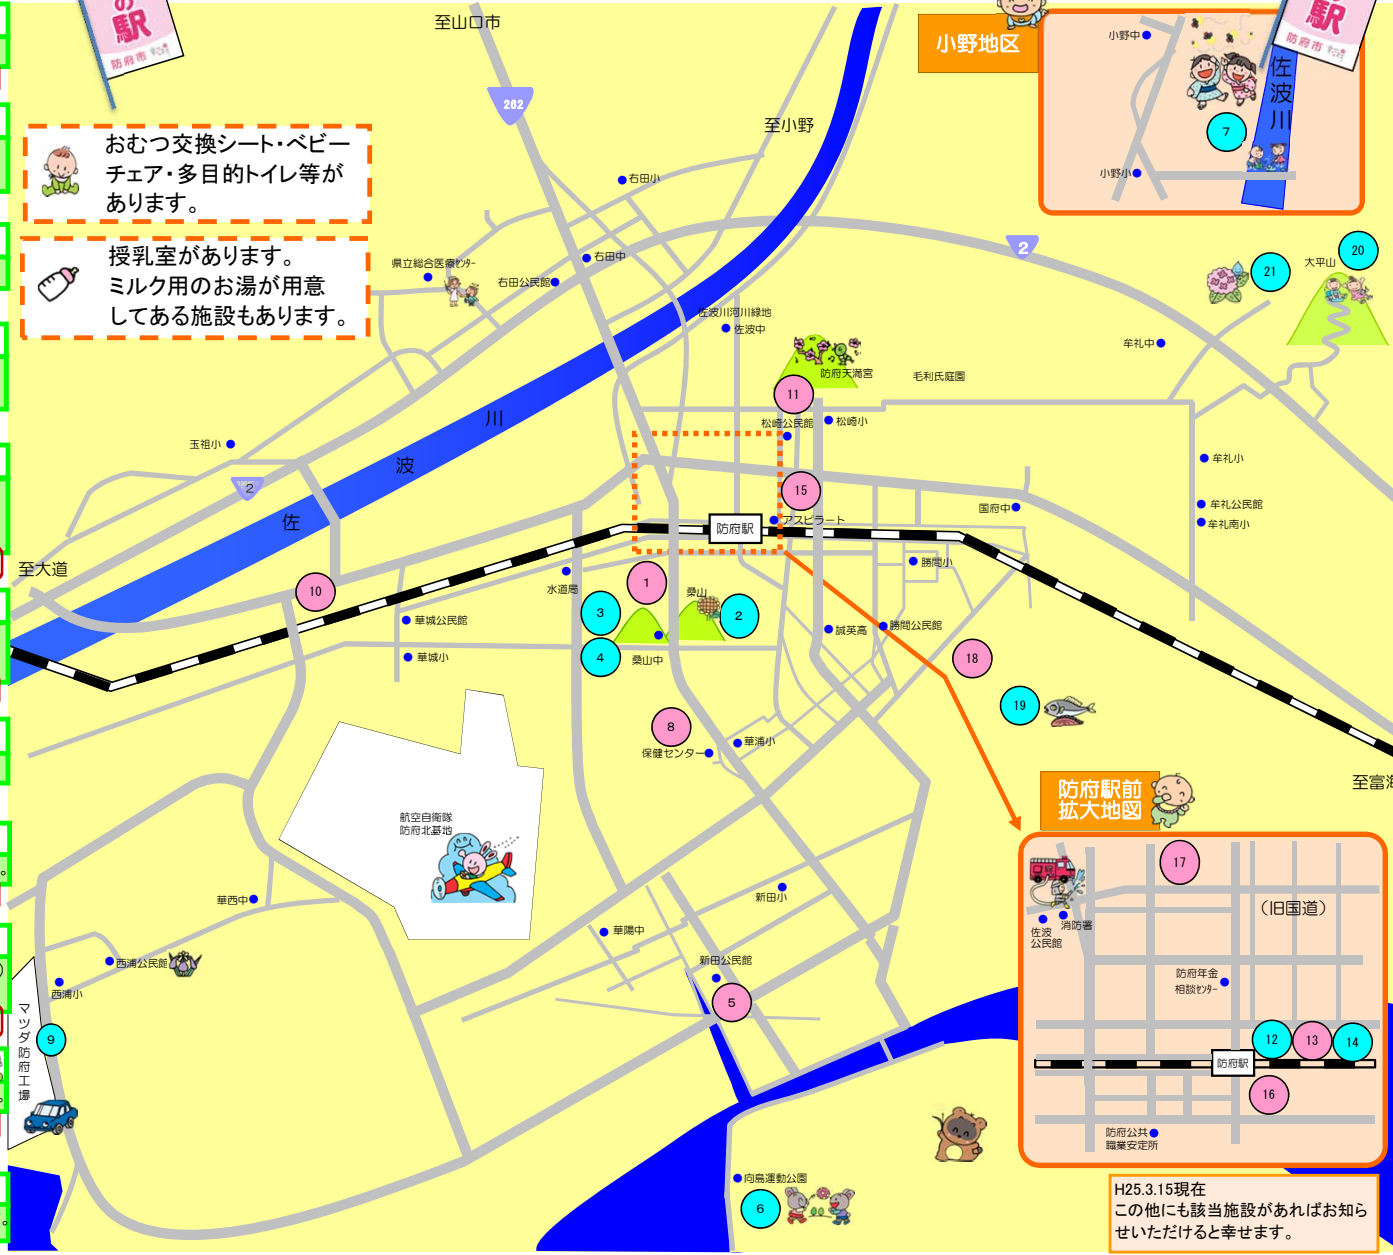 の
駅
防府市
至山口市
262
至小野
小野地区
小野中
小野小
7
佐
波
川
の
駅
防府市
おむつ交換シート・ベビー
チェア・多目的トイレ等が
あります。
授乳室があります。
ミルク用のお湯が用意
してある施設もあります。
右田小
右田中
右田公民館
県立総合医療センター
2
21
大平山
20
佐波川河川緑地
佐波中
牟礼中
防府天満宮
毛利氏庭園
11
松崎公民館
松崎小
玉祖小
2
川
波
佐
15
アスピラート
防府駅
国府中
牟礼小
牟礼公民館
牟礼南小
至大道
10
水道局
1
桑山
3
2
4
桑山中
華城公民館
華城小
勝間小
誠英高
勝間公民館
18
19
8
保健センター
華浦小
至富海
航空自衛隊
防府北基地
防府駅前
拡大地図
17
(旧国道)
佐波
公民館
消防署
防府年金
相談センター
12
13
14
防府駅
16
防府公共
職業安定所
華西中
西浦公民館
西浦小
9
マツダ防府工場
新田小
華陽中
新田公民館
5
向島運動公園
6
H25.3.15現在
この他にも該当施設があればお知ら
せいただけると幸せます。